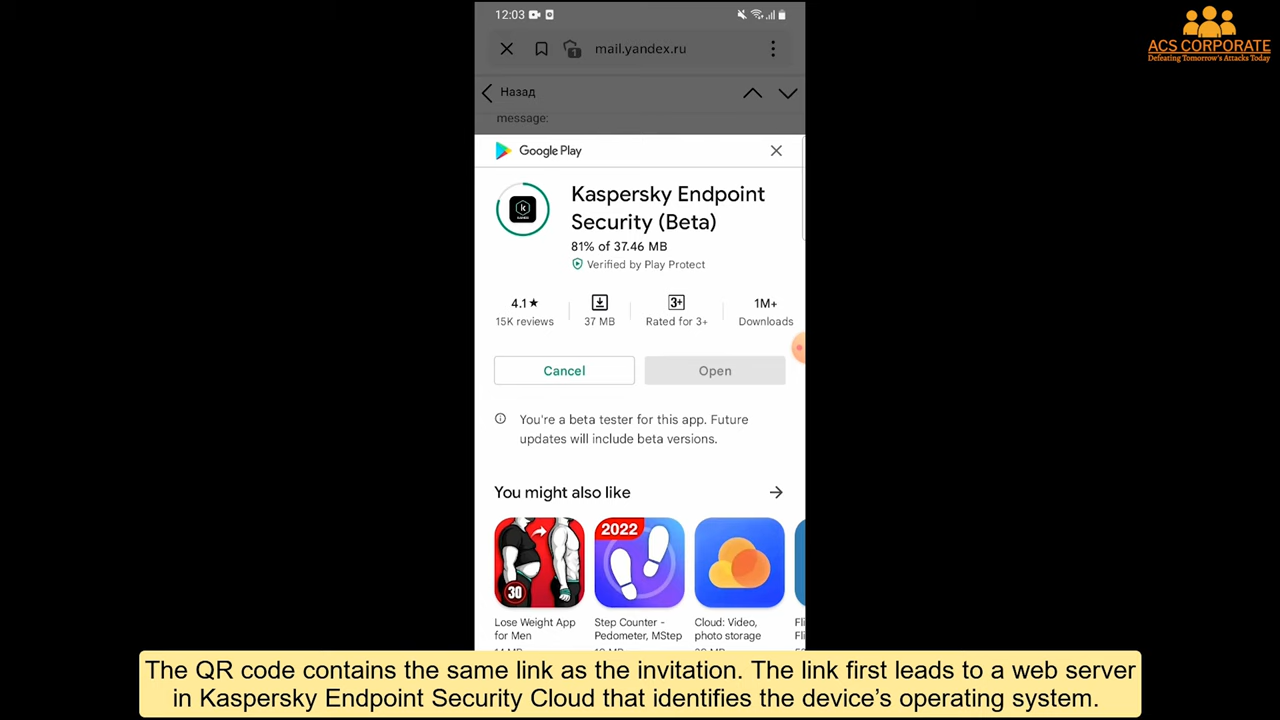 12:03
ACS CORPORATE
Defeating Tomorrow's Attacks Today
1
mail.yandex.ru
Назад
message:
Google Play
Kaspersky Endpoint
Security (Beta)
81% of 37.46 MB
Verified by Play Protect
4.1★ 3+ 1M+
15K reviews 37 MB Rated for 3+ Downloads
Cancel Open
You're a beta tester for this app. Future
updates will include beta versions.
You might also like
2022
30
Lose Weight App Step Counter - Cloud: Video, Fli
for Men Pedometer, MStep photo storage Fli
The QR code contains the same link as the invitation. The link first leads to a web server
in Kaspersky Endpoint Security Cloud that identifies the device's operating system.